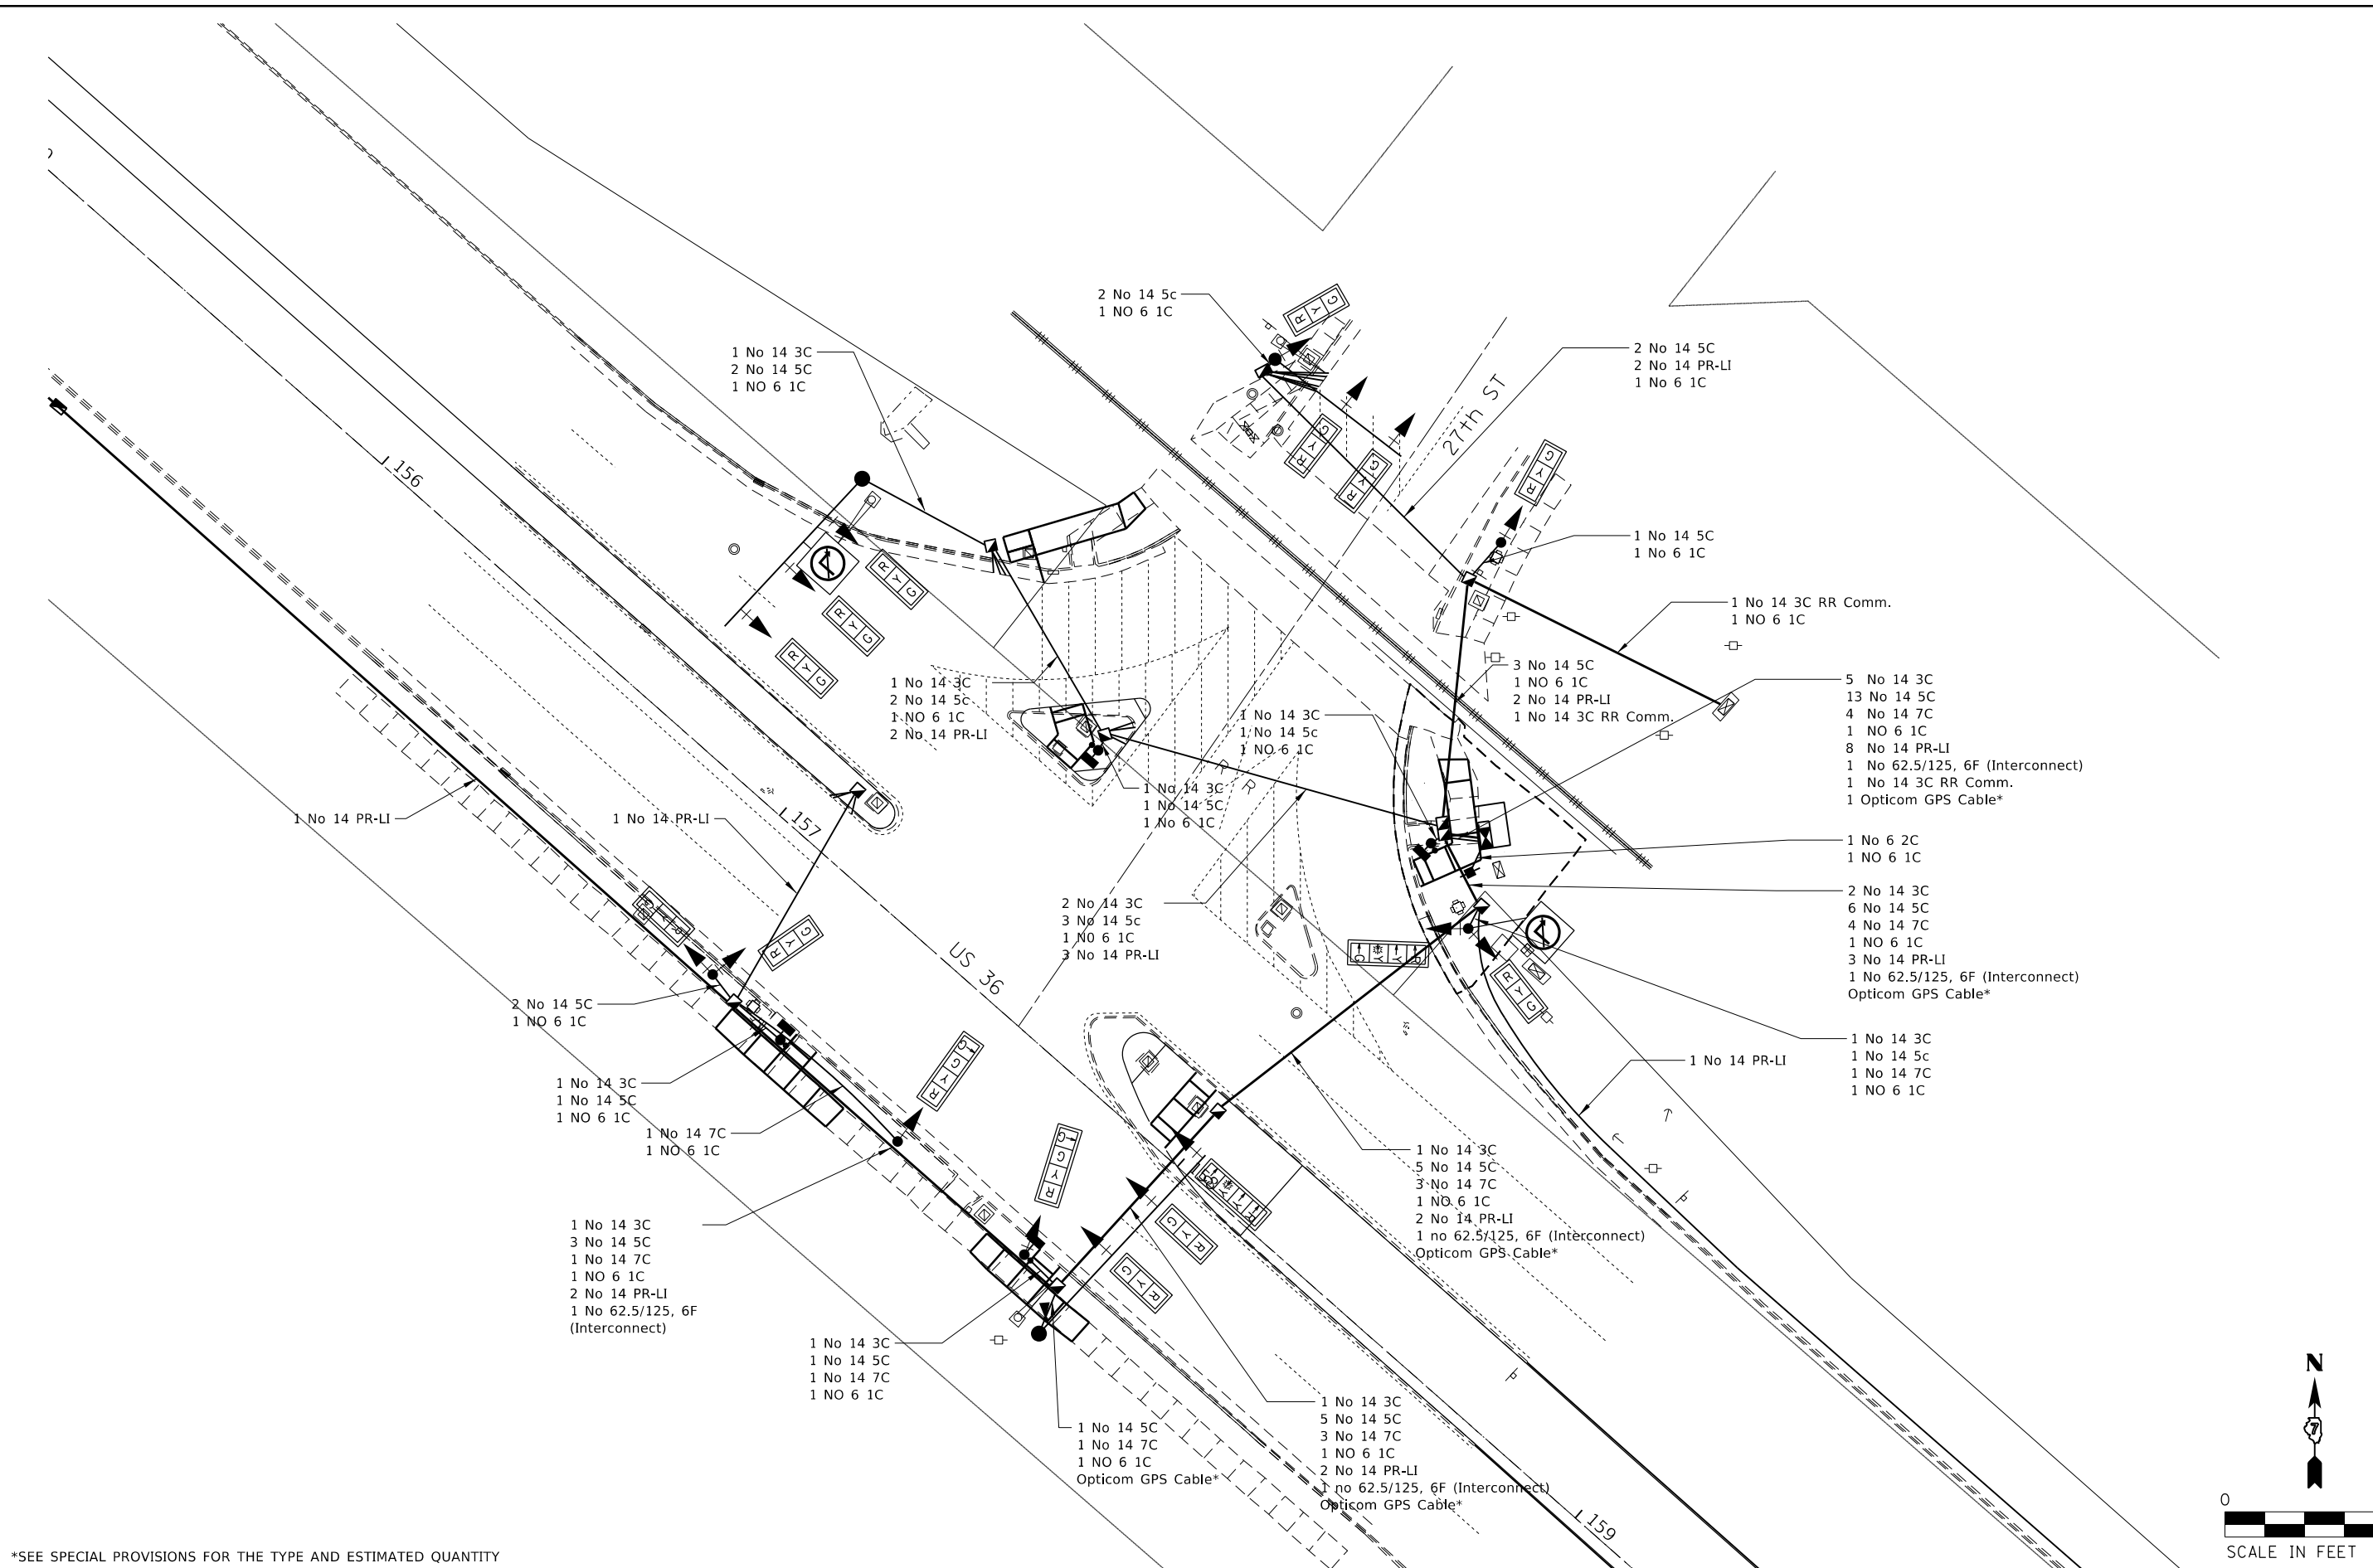 2 No 14 5c
1 NO 6 1C
R Y G
1 No 14 3C
2 No 14 5C
1 NO 6 1C
2 No 14 5C
2 No 14 PR-LI
1 No 6 1C
27th ST
R Y G
R Y G
R Y G
156
1 No 14 5C
1 No 6 1C
R Y G
R Y G
R Y G
1 No 14 3C RR Comm.
1 NO 6 1C
1 No 14 3C
2 No 14 5c
1 NO 6 1C
2 No 14 PR-LI
3 No 14 5C
1 NO 6 1C
2 No 14 PR-LI
1 No 14 3C RR Comm.
5 No 14 3C
13 No 14 5C
4 No 14 7C
1 NO 6 1C
8 No 14 PR-LI
1 No 62.5/125, 6F (Interconnect)
1 No 14 3C RR Comm.
1 Opticom GPS Cable*
1 No 14 3C
1 No 14 5c
1 NO 6 1C
R R
1 No 14 3C
1 No 14 5C
1 No 6 1C
1 No 14 PR-LI
1 No 14 PR-LI
157
1 No 6 2C
1 NO 6 1C
2 No 14 3C
6 No 14 5C
4 No 14 7C
1 NO 6 1C
3 No 14 PR-LI
1 No 62.5/125, 6F (Interconnect)
Opticom GPS Cable*
2 No 14 3C
3 No 14 5c
1 NO 6 1C
3 No 14 PR-LI
US 36
R Y G
R Y G
R Y G
2 No 14 5C
1 NO 6 1C
1 No 14 3C
1 No 14 5c
1 No 14 7C
1 NO 6 1C
1 No 14 PR-LI
1 No 14 3C
1 No 14 5C
1 NO 6 1C
R Y G G
1 No 14 7C
1 NO 6 1C
R Y G G
1 No 14 3C
5 No 14 5C
3 No 14 7C
1 NO 6 1C
2 No 14 PR-LI
1 no 62.5/125, 6F (Interconnect)
Opticom GPS Cable*
1 No 14 3C
3 No 14 5C
1 No 14 7C
1 NO 6 1C
2 No 14 PR-LI
1 No 62.5/125, 6F
(Interconnect)
R Y G
R Y G
1 No 14 3C
1 No 14 5C
1 No 14 7C
1 NO 6 1C
1 No 14 5C
1 No 14 7C
1 NO 6 1C
Opticom GPS Cable*
1 No 14 3C
5 No 14 5C
3 No 14 7C
1 NO 6 1C
2 No 14 PR-LI
1 no 62.5/125, 6F (Interconnect)
Opticom GPS Cable*
159
N
7
0
SCALE IN FEET
*SEE SPECIAL PROVISIONS FOR THE TYPE AND ESTIMATED QUANTITY